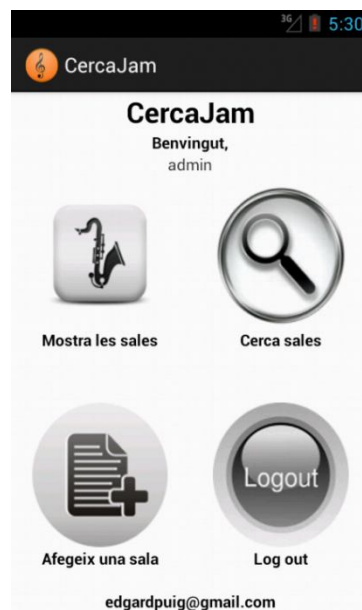 3G 5:30
CercaJam
CercaJam
Benvingut,
admin
Mostra les sales
Cerca sales
Logout
Afegeix una sala
Log out
edgardpuig@gmail.com